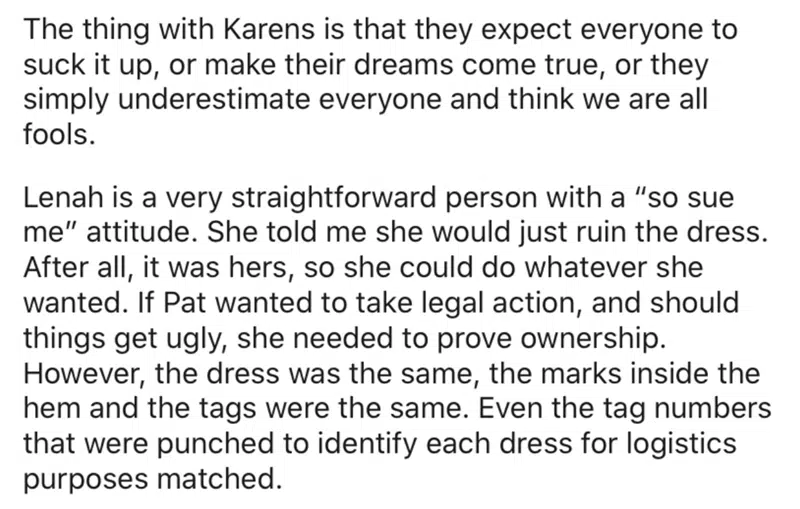 The thing with Karens is that they expect everyone to
suck it up, or make their dreams come true, or they
simply underestimate everyone and think we are all
fools.
Lenah is a very straightforward person with a "so sue
me" attitude. She told me she would just ruin the dress.
After all, it was hers, so she could do whatever she
wanted. If Pat wanted to take legal action, and should
things get ugly, she needed to prove ownership.
However, the dress was the same, the marks inside the
hem and the tags were the same. Even the tag numbers
that were punched to identify each dress for logistics
purposes matched.